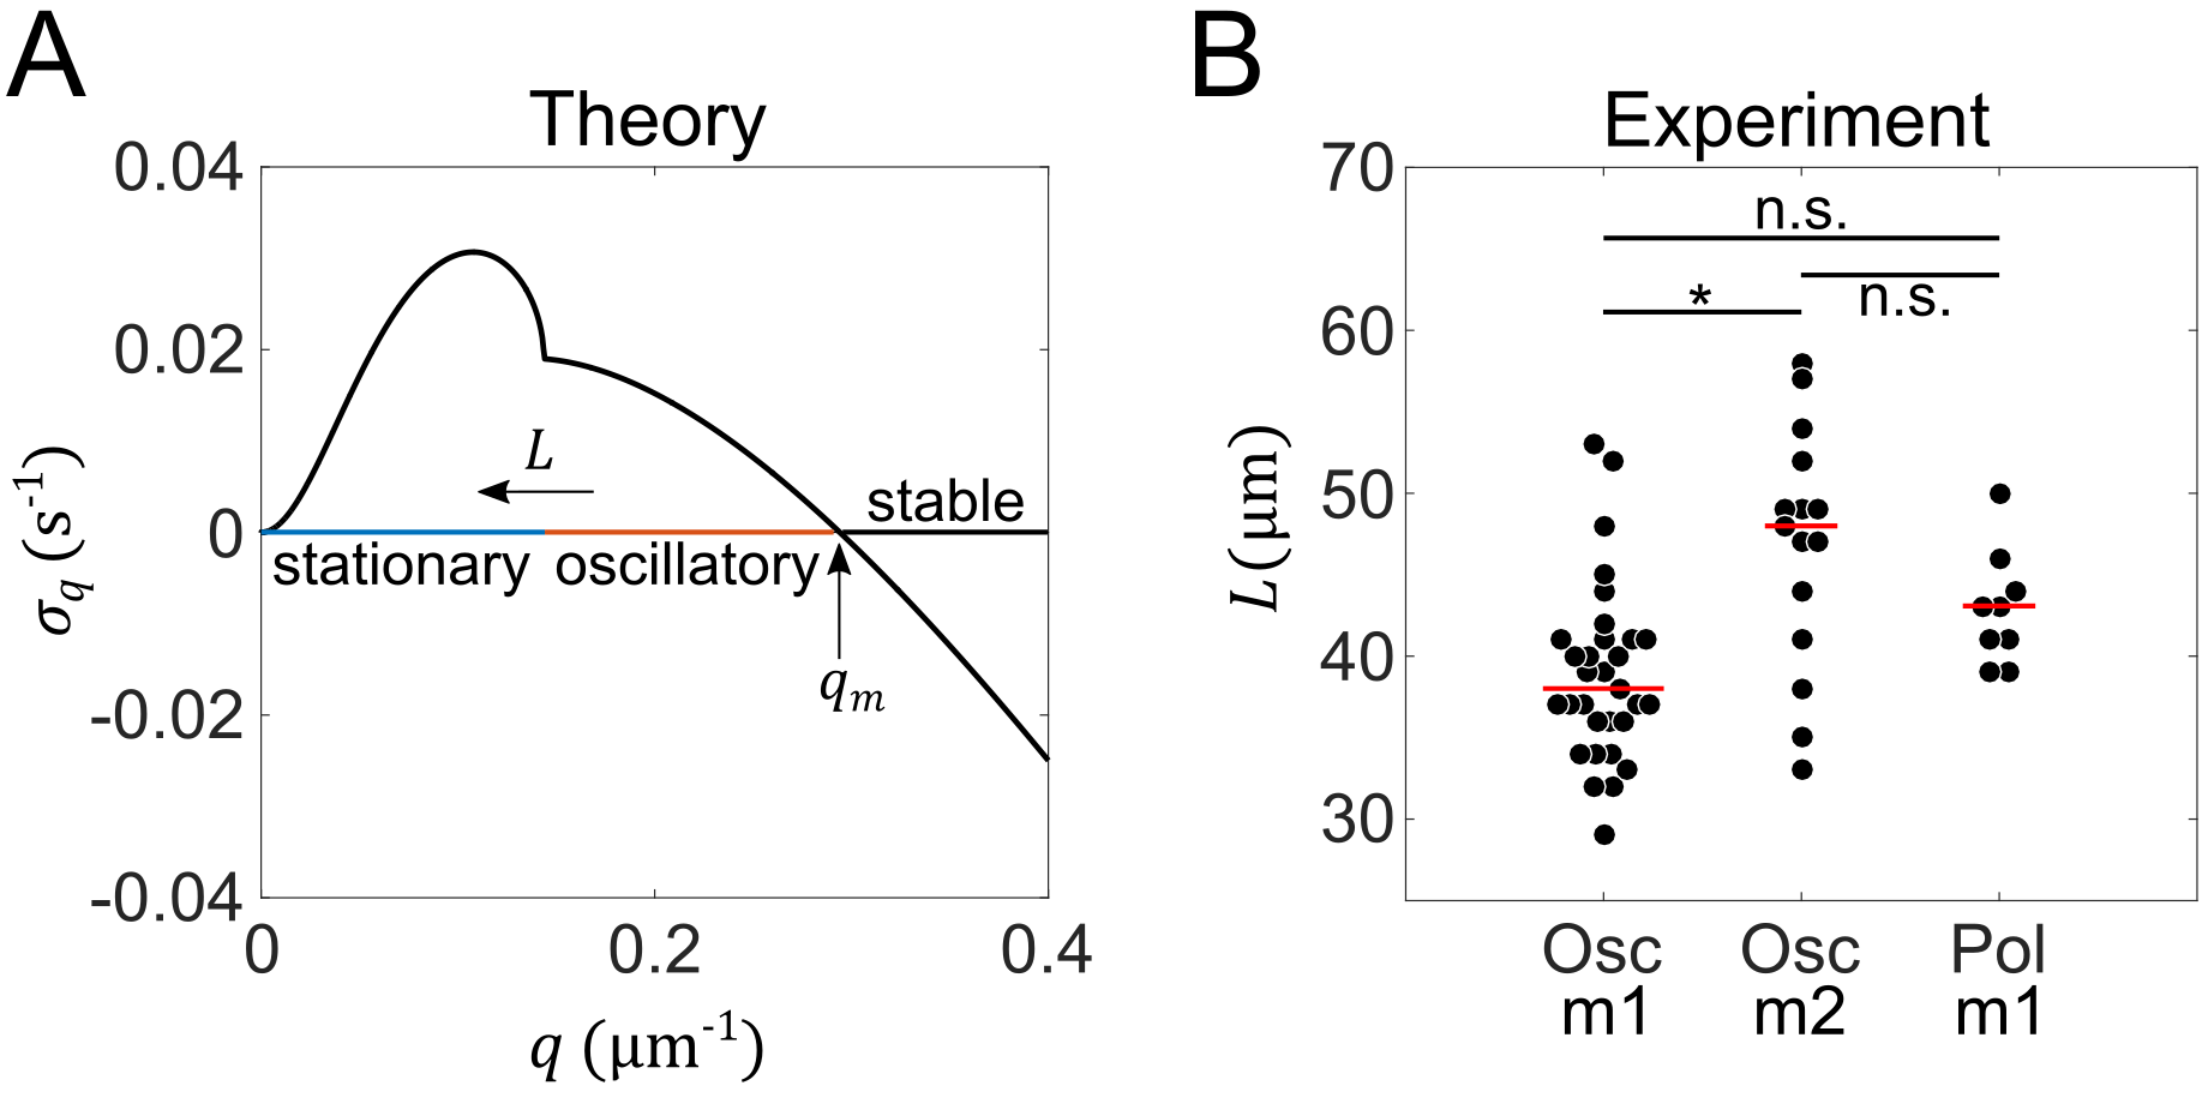 A
Theory
0.04
0.02
0
-0.02
-0.04
σq (s-1)
L
stable
stationary oscillatory
qm
0 0.2 0.4
q (μm-1)
B
Experiment
70
60
50
40
30
L (μm)
n.s.
* n.s.
Osc Osc Pol
m1 m2 m1